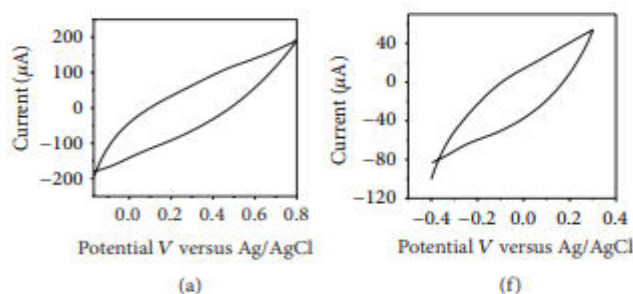 200
100
0
−100
−200
Current (μA)
0.0 0.2 0.4 0.6 0.8
Potential V versus Ag/AgCl
(a)
40
0
−40
−80
−120
Current (μA)
−0.4 −0.2 0.0 0.2 0.4
Potential V versus Ag/AgCl
(f)